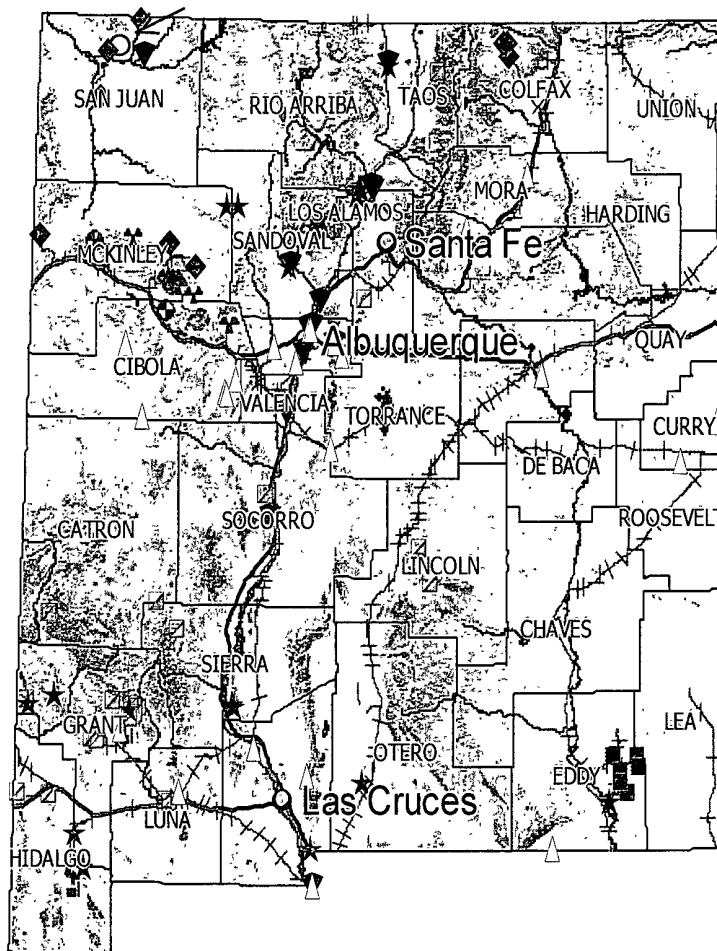 SAN JUAN
RIO ARRIBA
TAOS
COLFAX
UNION
MORA
LOS ALAMOS
HARDING
MCKINLEY
SANDOVAL
Santa Fe
Albuquerque
QUAY
CIBOLA
VALENCIA
TORRANCE
CURRY
DE BACA
CATRON
SOCORRO
ROOSEVELT
LINCOLN
CHAVES
SIERRA
GRANT
LEA
OTERO
EDDY
Las Cruces
LUNA
HIDALGO